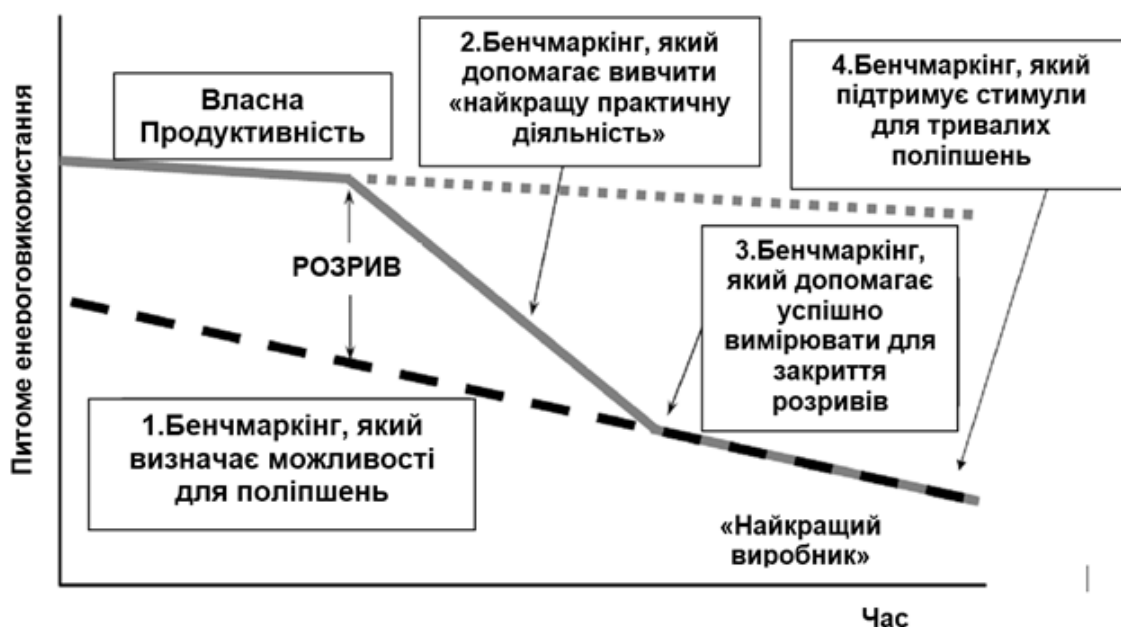 Питоме енероговикористання
Власна
Продуктивність
2.Бенчмаркінг, який
допомагає вивчити
«найкращу практичну
діяльність»
4.Бенчмаркінг, який
підтримує стимули
для тривалих
поліпшень
РОЗРИВ
3.Бенчмаркінг,
який допомагає
успішно
вимірювати для
закриття
розривів
1.Бенчмаркінг, який
визначає можливості
для поліпшень
«Найкращий
виробник»
Час